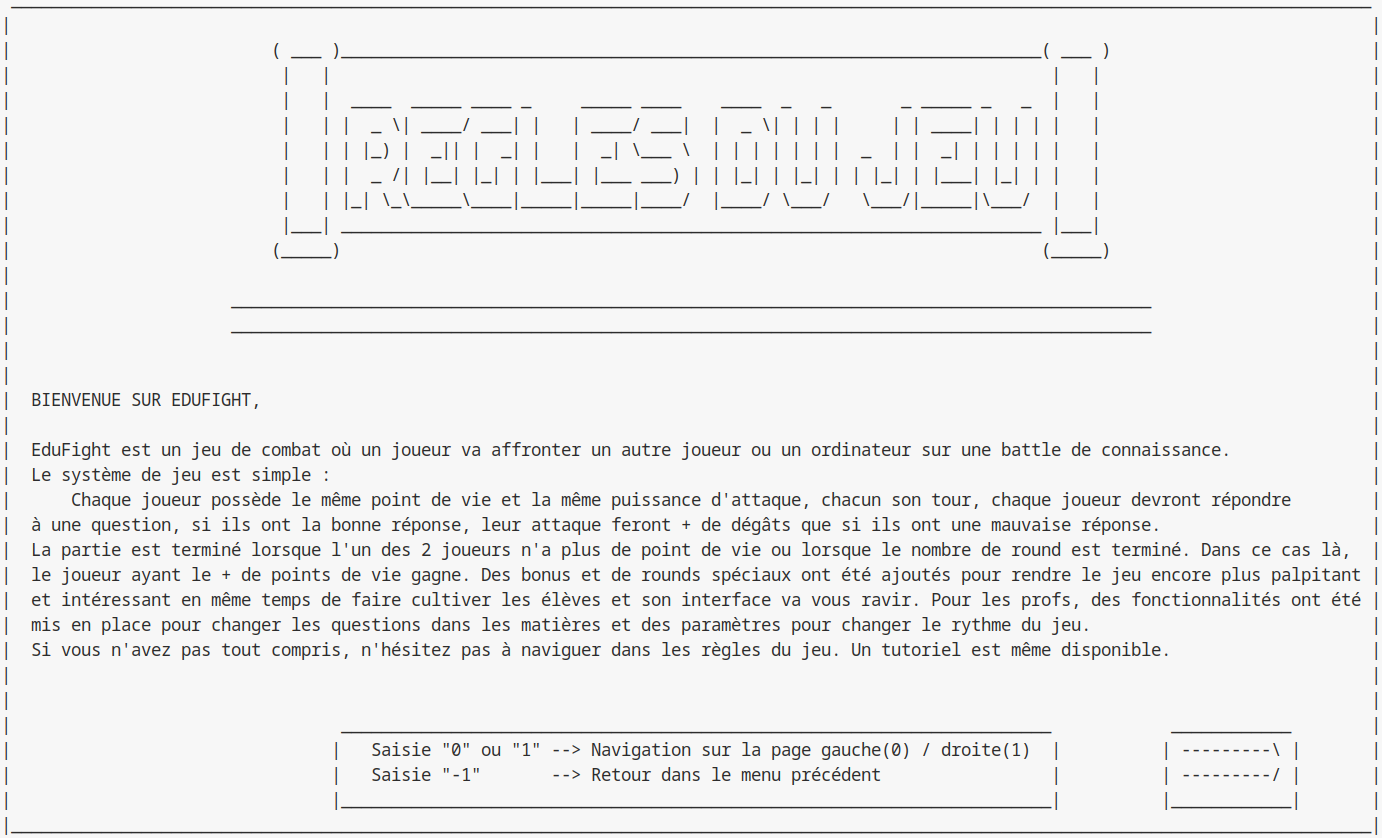 REGLES DU JEU
BIENVENUE SUR EDUFIGHT,
EduFight est un jeu de combat où un joueur va affronter un autre joueur ou un ordinateur sur une battle de connaissance.
Le système de jeu est simple :
Chaque joueur possède le même point de vie et la même puissance d'attaque, chacun son tour, chaque joueur devront répondre
à une question, si ils ont la bonne réponse, leur attaque feront + de dégâts que si ils ont une mauvaise réponse.
La partie est terminé lorsque l'un des 2 joueurs n'a plus de point de vie ou lorsque le nombre de round est terminé. Dans ce cas là,
le joueur ayant le + de points de vie gagne. Des bonus et de rounds spéciaux ont été ajoutés pour rendre le jeu encore plus palpitant
et intéressant en même temps de faire cultiver les élèves et son interface va vous ravir. Pour les profs, des fonctionnalités ont été
mis en place pour changer les questions dans les matières et des paramètres pour changer le rythme du jeu.
Si vous n'avez pas tout compris, n'hésitez pas à naviguer dans les règles du jeu. Un tutoriel est même disponible.
Saisie "0" ou "1" --> Navigation sur la page gauche(0) / droite(1)
Saisie "-1" --> Retour dans le menu précédent
---------\
---------/